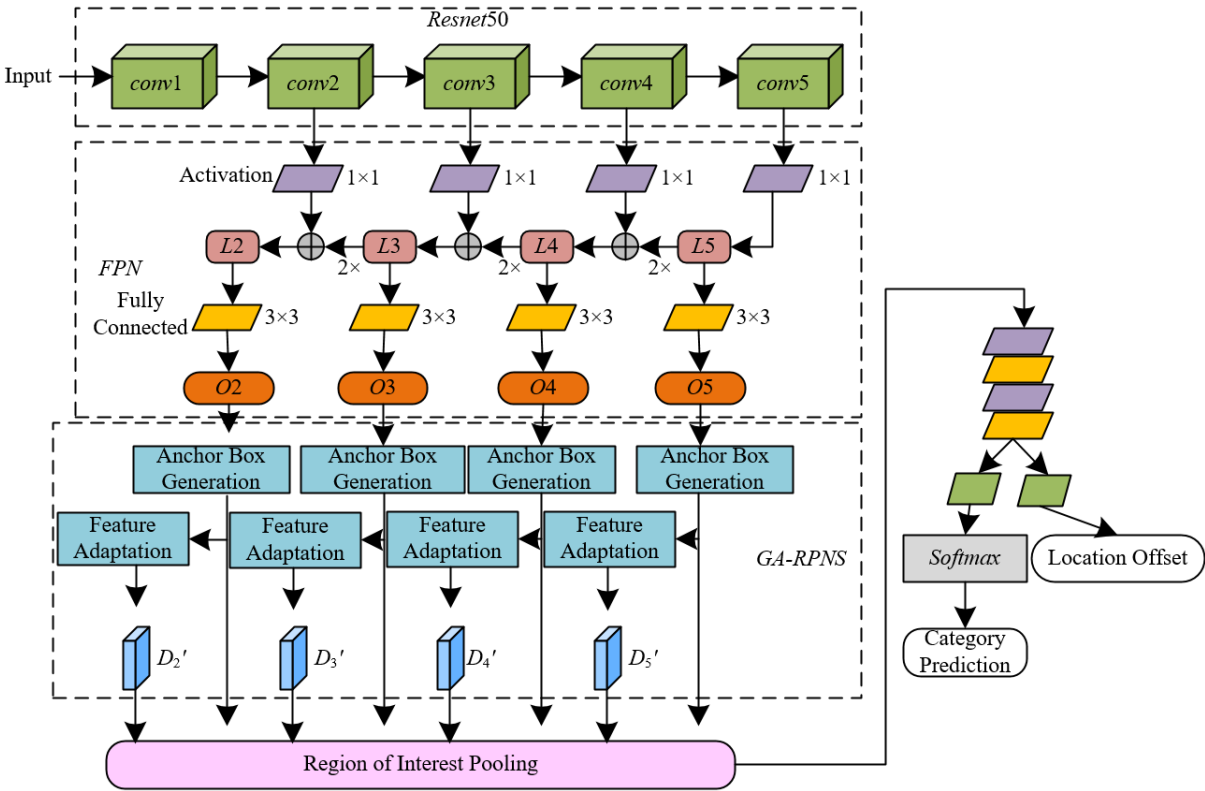 Resnet50
Input
conv1
conv2
conv3
conv4
conv5
Activation
1×1
1×1
1×1
1×1
L2
L3
L4
L5
2×
2×
2×
FPN
Fully
Connected
3×3
3×3
3×3
3×3
O2
O3
O4
O5
Anchor Box
Generation
Anchor Box
Generation
Anchor Box
Generation
Anchor Box
Generation
Feature
Adaptation
Feature
Adaptation
Feature
Adaptation
Feature
Adaptation
GA-RPNS
D₂′
D₃′
D₄′
D₅′
Region of Interest Pooling
Softmax
Location Offset
Category
Prediction